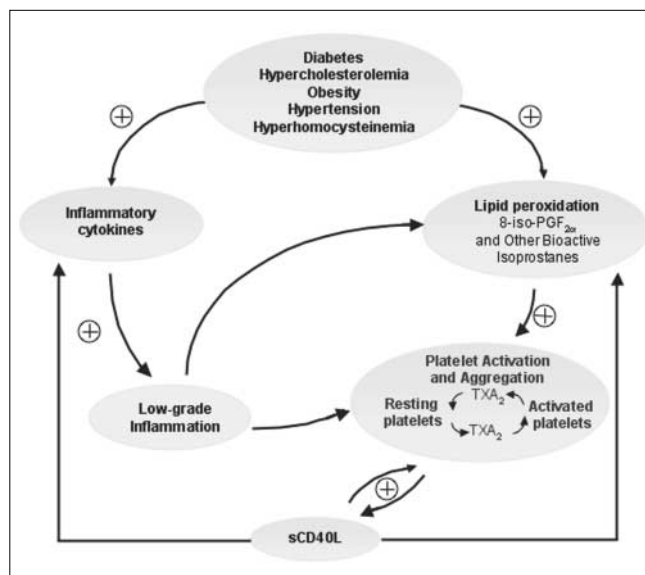 Diabetes
Hypercholesterolemia
Obesity
Hypertension
Hyperhomocysteinemia
Inflammatory
cytokines
Lipid peroxidation
8-iso-PGF2α
and Other Bioactive
Isoprostanes
Platelet Activation
and Aggregation
TXA2
Resting
platelets
Activated
platelets
TXA2
Low-grade
Inflammation
sCD40L